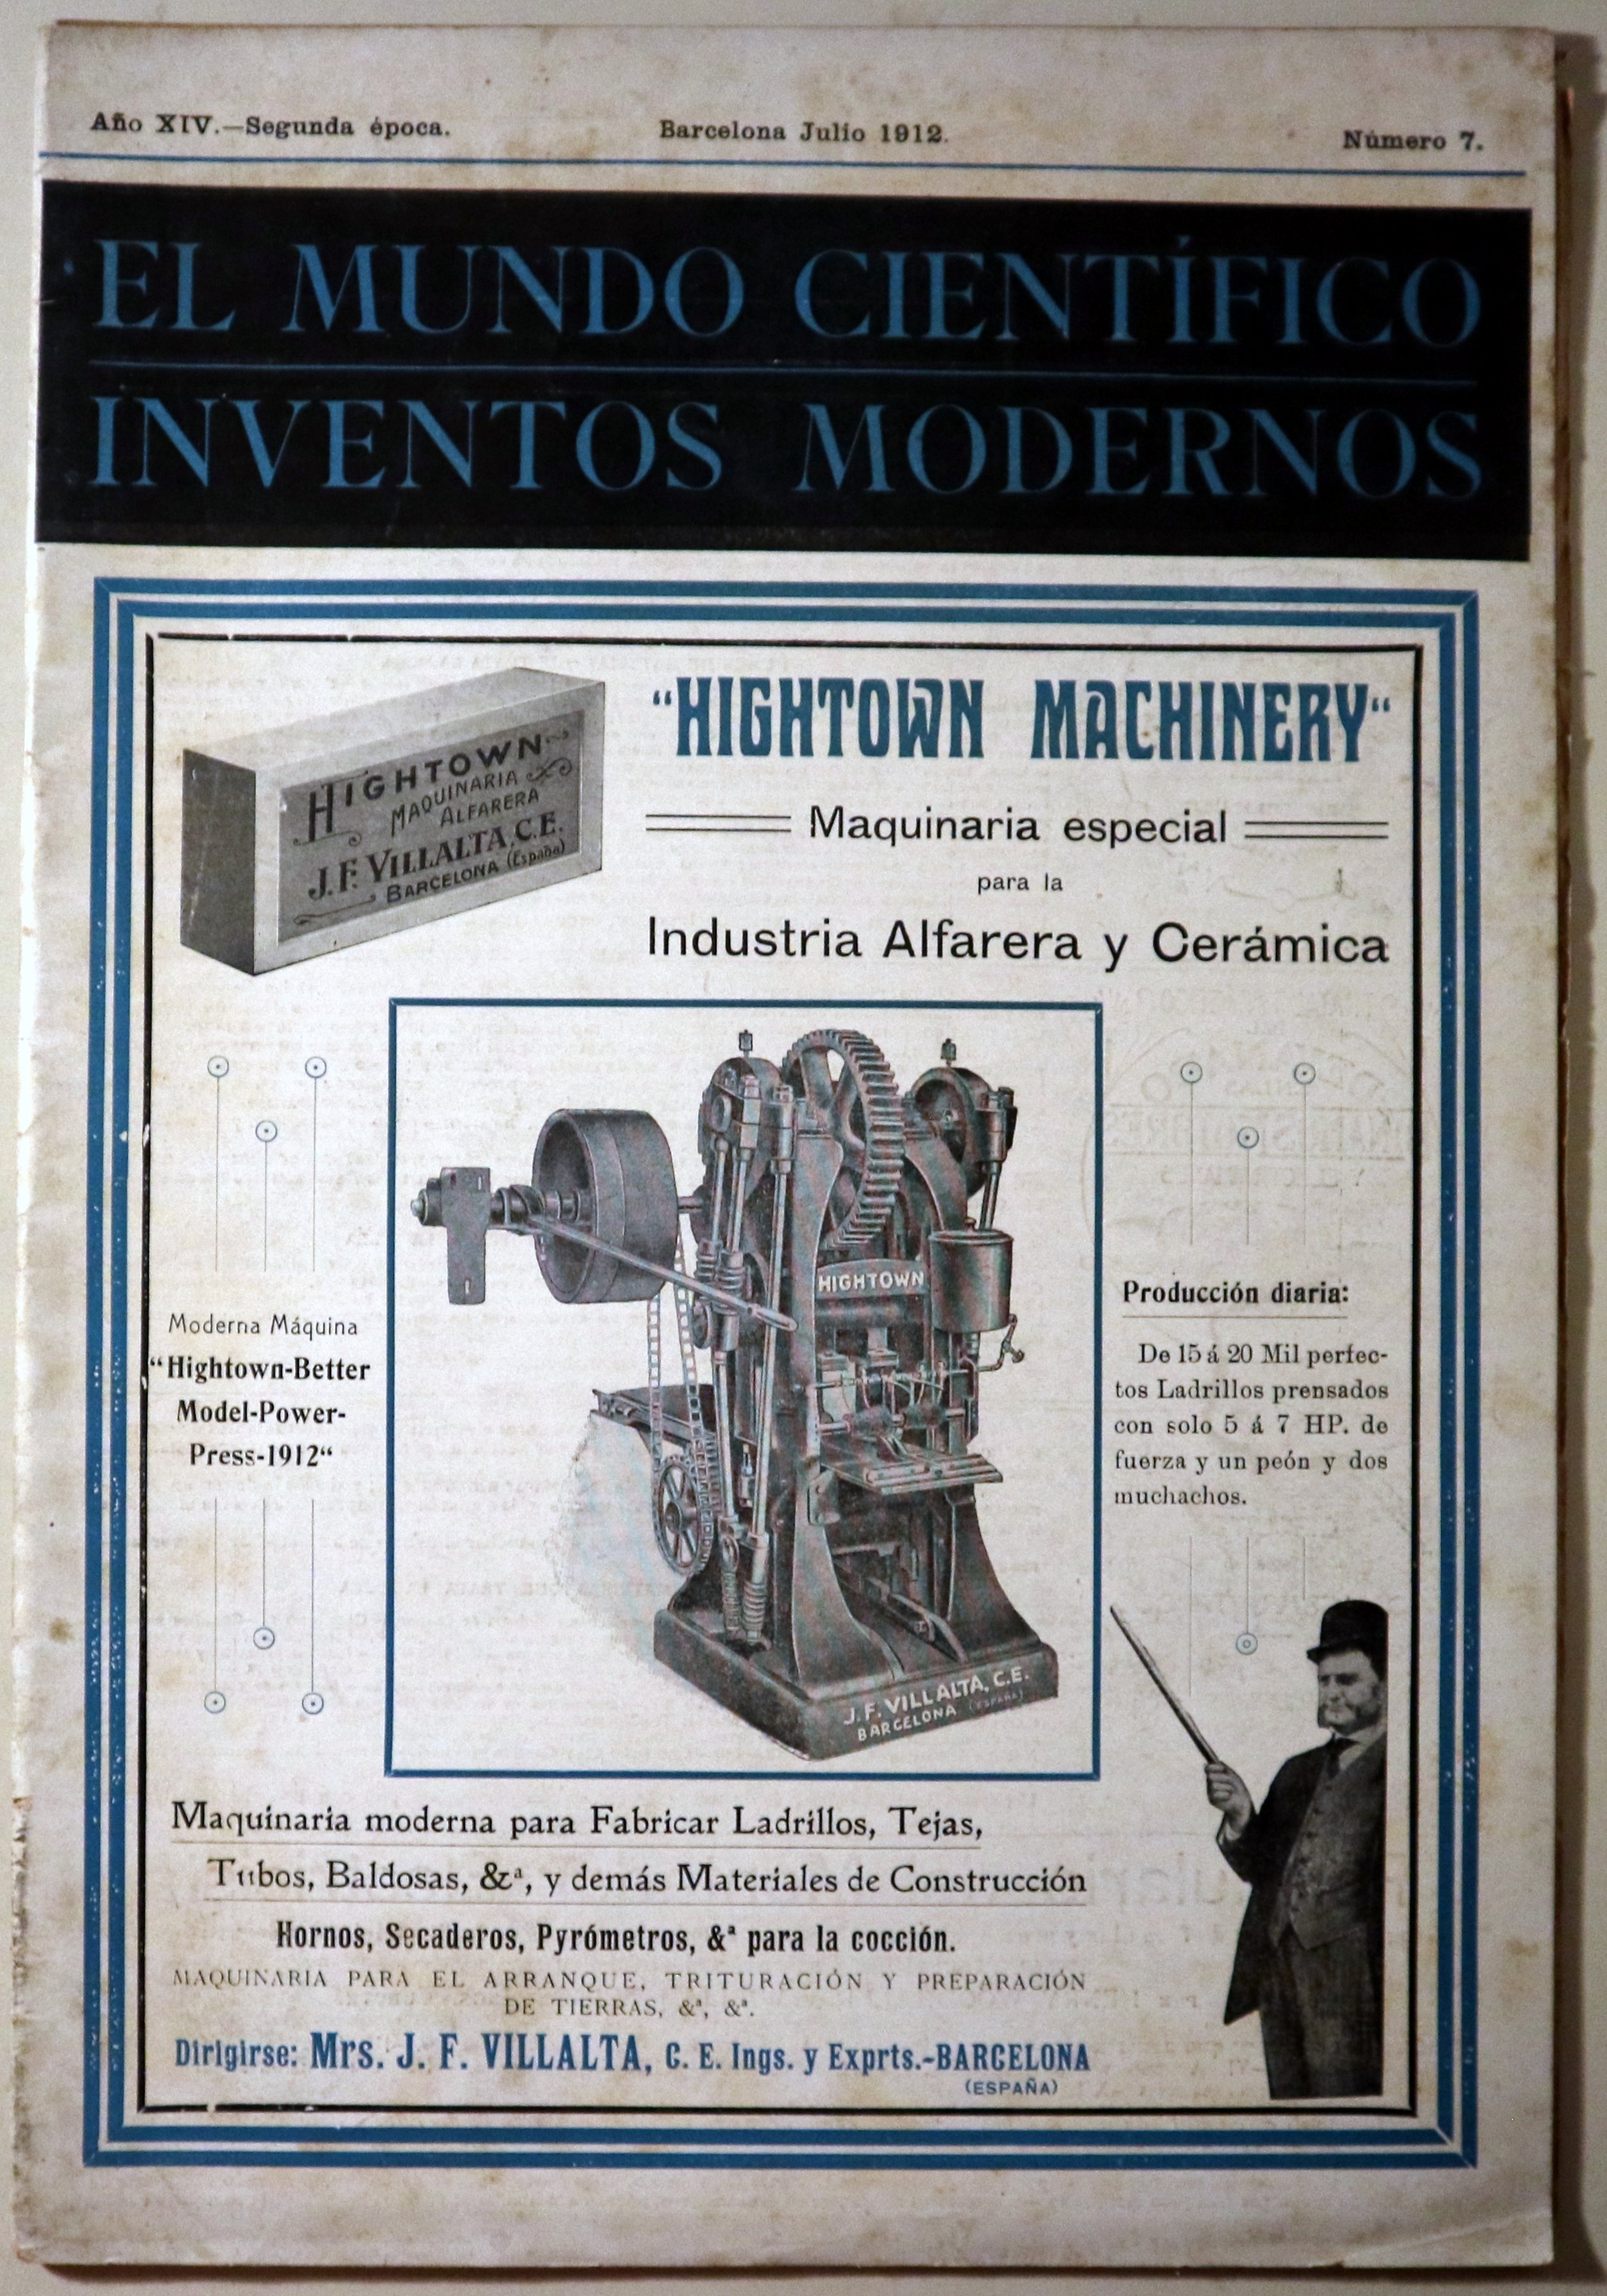 Año XIV.—Segunda época. Barcelona Julio 1912. Número 7.
EL MUNDO CIENTÍFICO
INVENTOS MODERNOS
HIGHTOWN
MAQUINARIA
ALFARERA
J. F. VILLALTA, C. E.
BARCELONA (España)
“HIGHTOWN MACHINERY“
Maquinaria especial
para la
Industria Alfarera y Cerámica
HIGHTOWN
J. F. VILLALTA, C. E.
BARCELONA (ESPAÑA)
Moderna Máquina
“Hightown-Better
Model-Power-
Press-1912“
Producción diaria:
De 15 á 20 Mil perfec-
tos Ladrillos prensados
con solo 5 á 7 HP. de
fuerza y un peón y dos
muchachos.
Maquinaria moderna para Fabricar Ladrillos, Tejas,
Tubos, Baldosas, &ª, y demás Materiales de Construcción
Hornos, Secaderos, Pyrómetros, &ª para la cocción.
MAQUINARIA PARA EL ARRANQUE, TRITURACIÓN Y PREPARACIÓN
DE TIERRAS, &ª, &ª.
Dirigirse: Mrs. J. F. VILLALTA, C. E. Ings. y Exprts.-BARCELONA
(ESPAÑA)